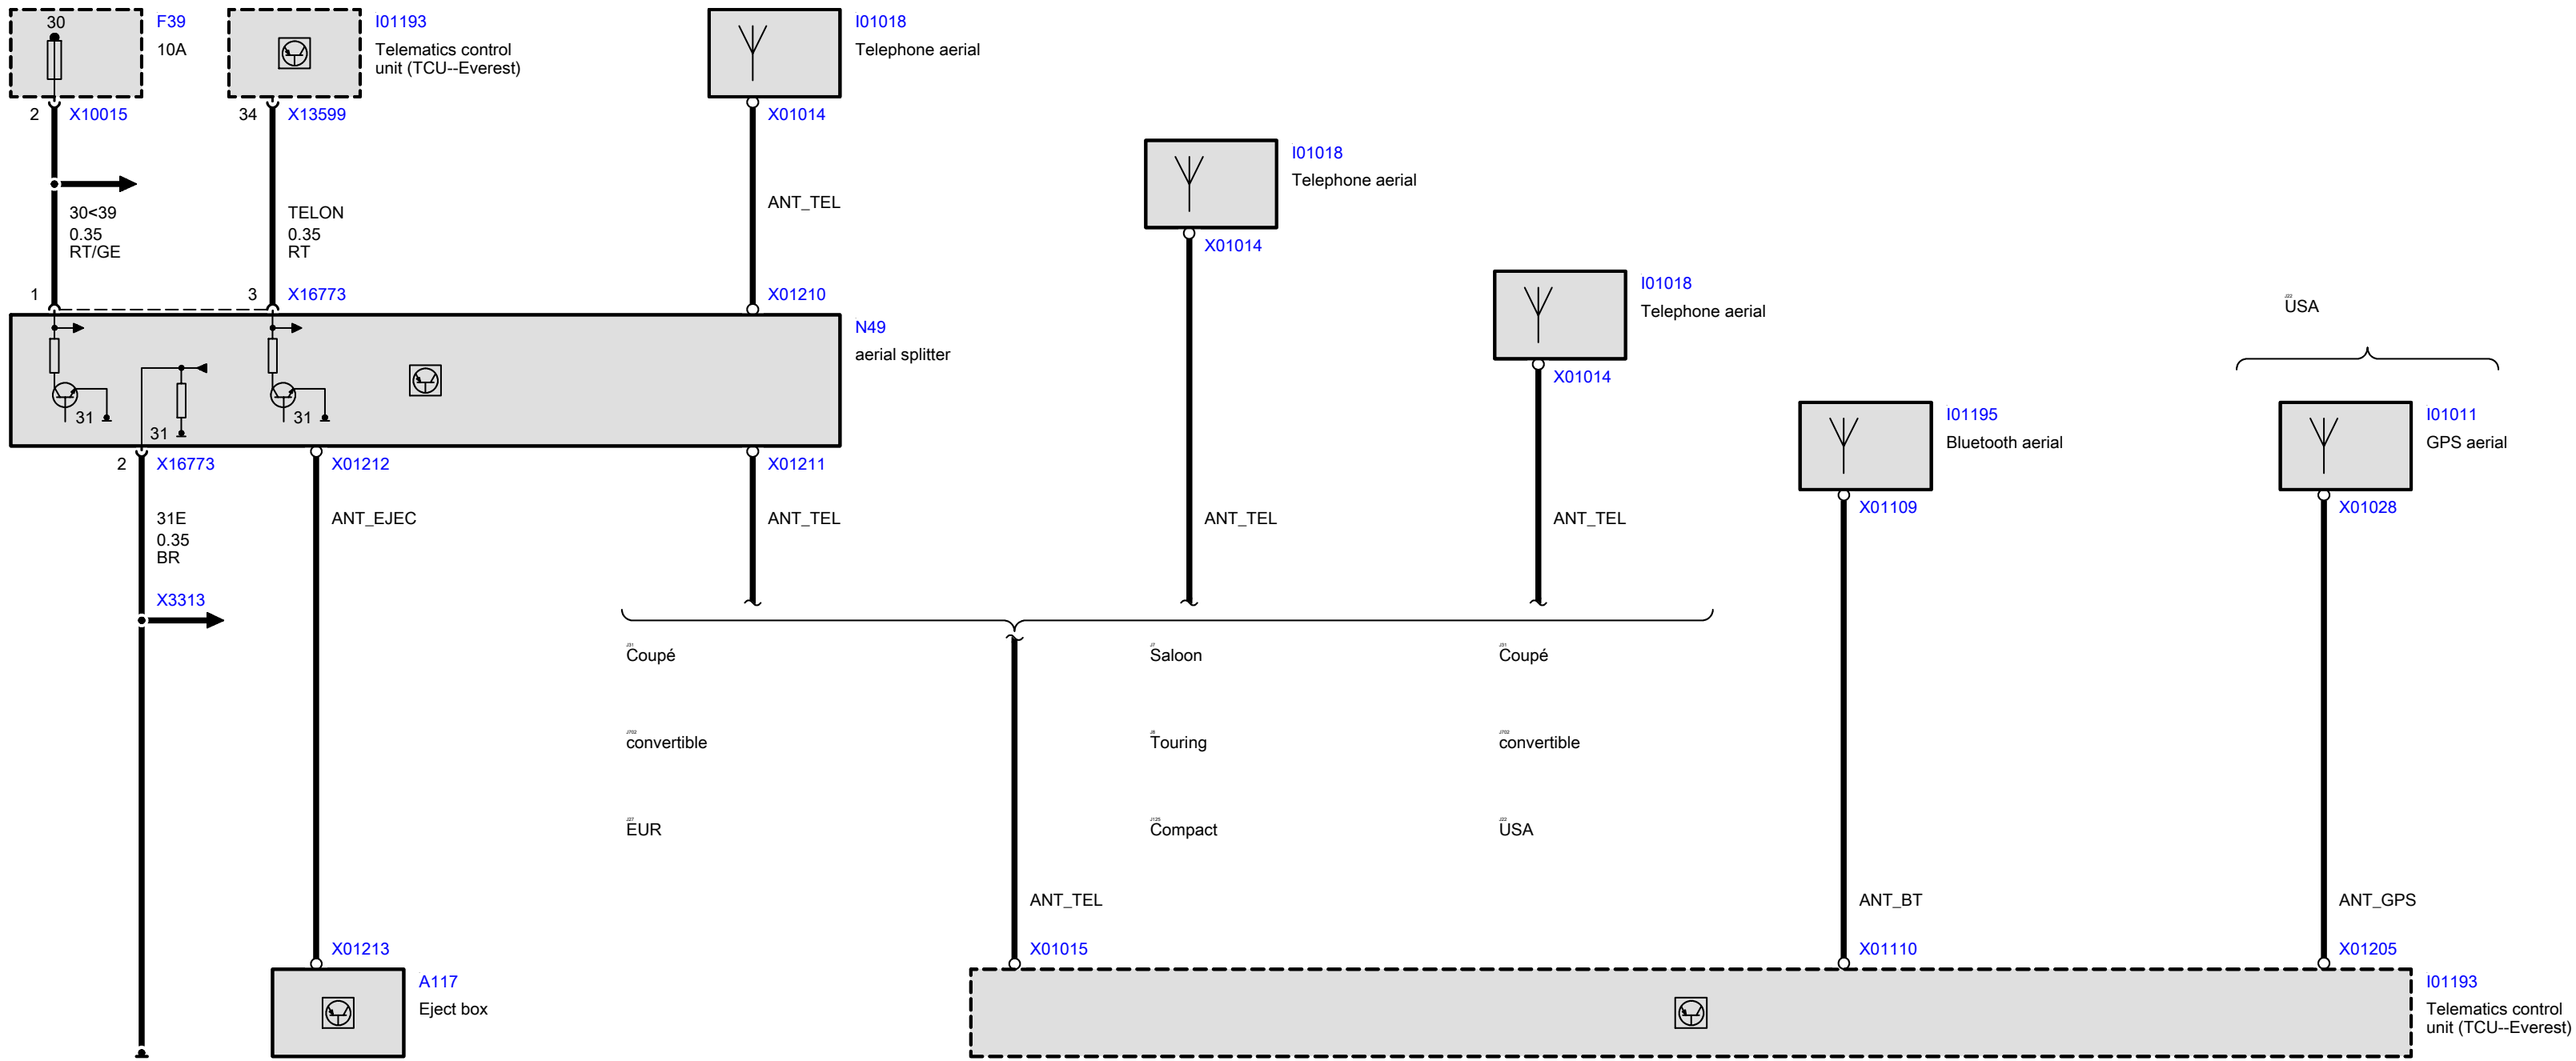 30
F39
10A
I01193
Telematics control
unit (TCU--Everest)
I01018
Telephone aerial
2
X10015
34
X13599
X01014
I01018
Telephone aerial
30<39
0.35
RT/GE
TELON
0.35
RT
ANT_TEL
X01014
I01018
Telephone aerial
1
3
X16773
X01210
USA
N49
aerial splitter
X01014
31
31
31
I01195
Bluetooth aerial
I01011
GPS aerial
2
X16773
X01212
X01211
X01109
X01028
31E
0.35
BR
ANT_EJEC
ANT_TEL
ANT_TEL
ANT_TEL
X3313
Coupé
Saloon
Coupé
convertible
Touring
convertible
EUR
Compact
USA
ANT_TEL
ANT_BT
ANT_GPS
X01213
X01015
X01110
X01205
A117
Eject box
I01193
Telematics control
unit (TCU--Everest)